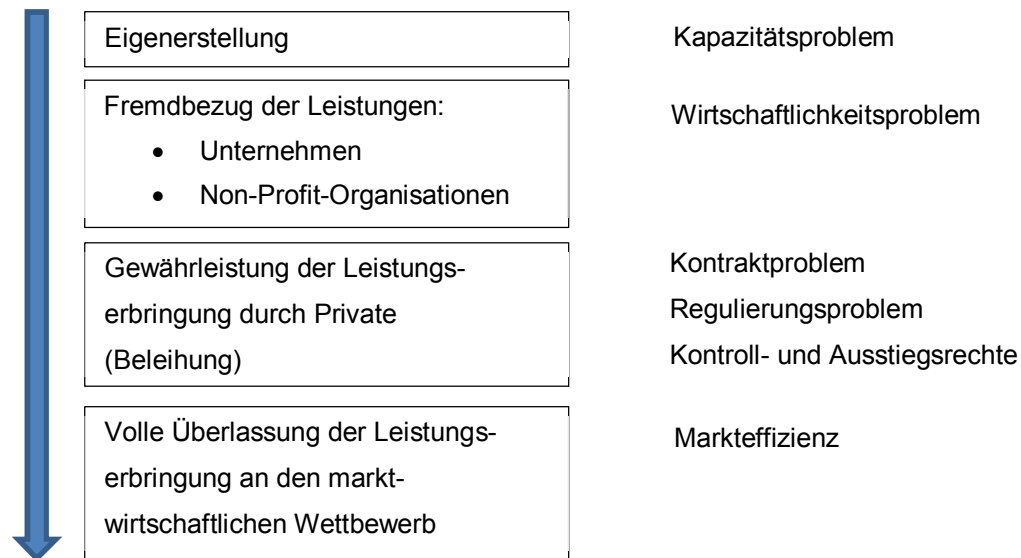 Eigenerstellung
Kapazitätsproblem
Fremdbezug der Leistungen:
• Unternehmen
• Non-Profit-Organisationen
Wirtschaftlichkeitsproblem
Gewährleistung der Leistungs-
erbringung durch Private
(Beleihung)
Kontraktproblem
Regulierungsproblem
Kontroll- und Ausstiegsrechte
Volle Überlassung der Leistungs-
erbringung an den markt-
wirtschaftlichen Wettbewerb
Markteffizienz